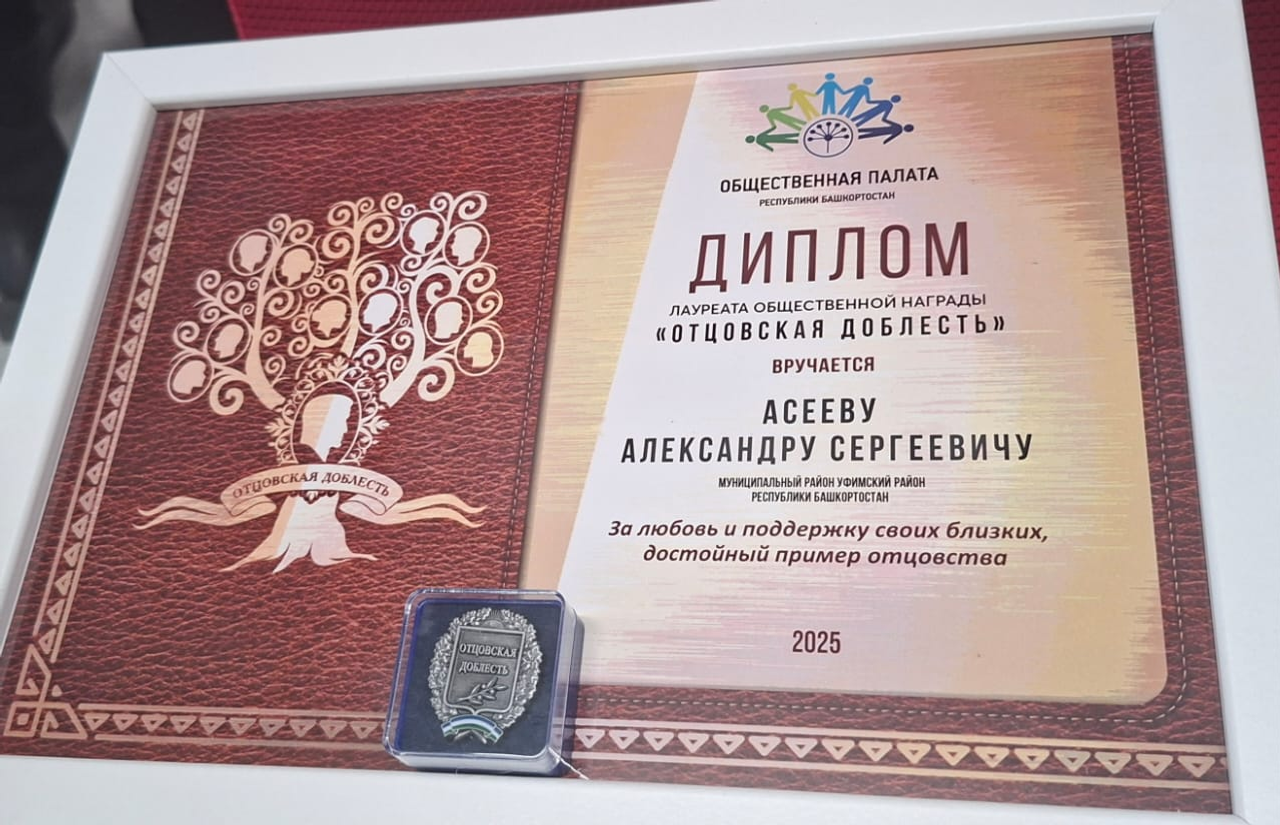 ОТЦОВСКАЯ ДОБЛЕСТЬ
ОБЩЕСТВЕННАЯ ПАЛАТА
РЕСПУБЛИКИ БАШКОРТОСТАН
ДИПЛОМ
ЛАУРЕАТА ОБЩЕСТВЕННОЙ НАГРАДЫ
«ОТЦОВСКАЯ ДОБЛЕСТЬ»
ВРУЧАЕТСЯ
АСЕЕВУ
АЛЕКСАНДРУ СЕРГЕЕВИЧУ
МУНИЦИПАЛЬНЫЙ РАЙОН УФИМСКИЙ РАЙОН
РЕСПУБЛИКИ БАШКОРТОСТАН
За любовь и поддержку своих близких,
достойный пример отцовства
2025
ОТЦОВСКАЯ
ДОБЛЕСТЬ